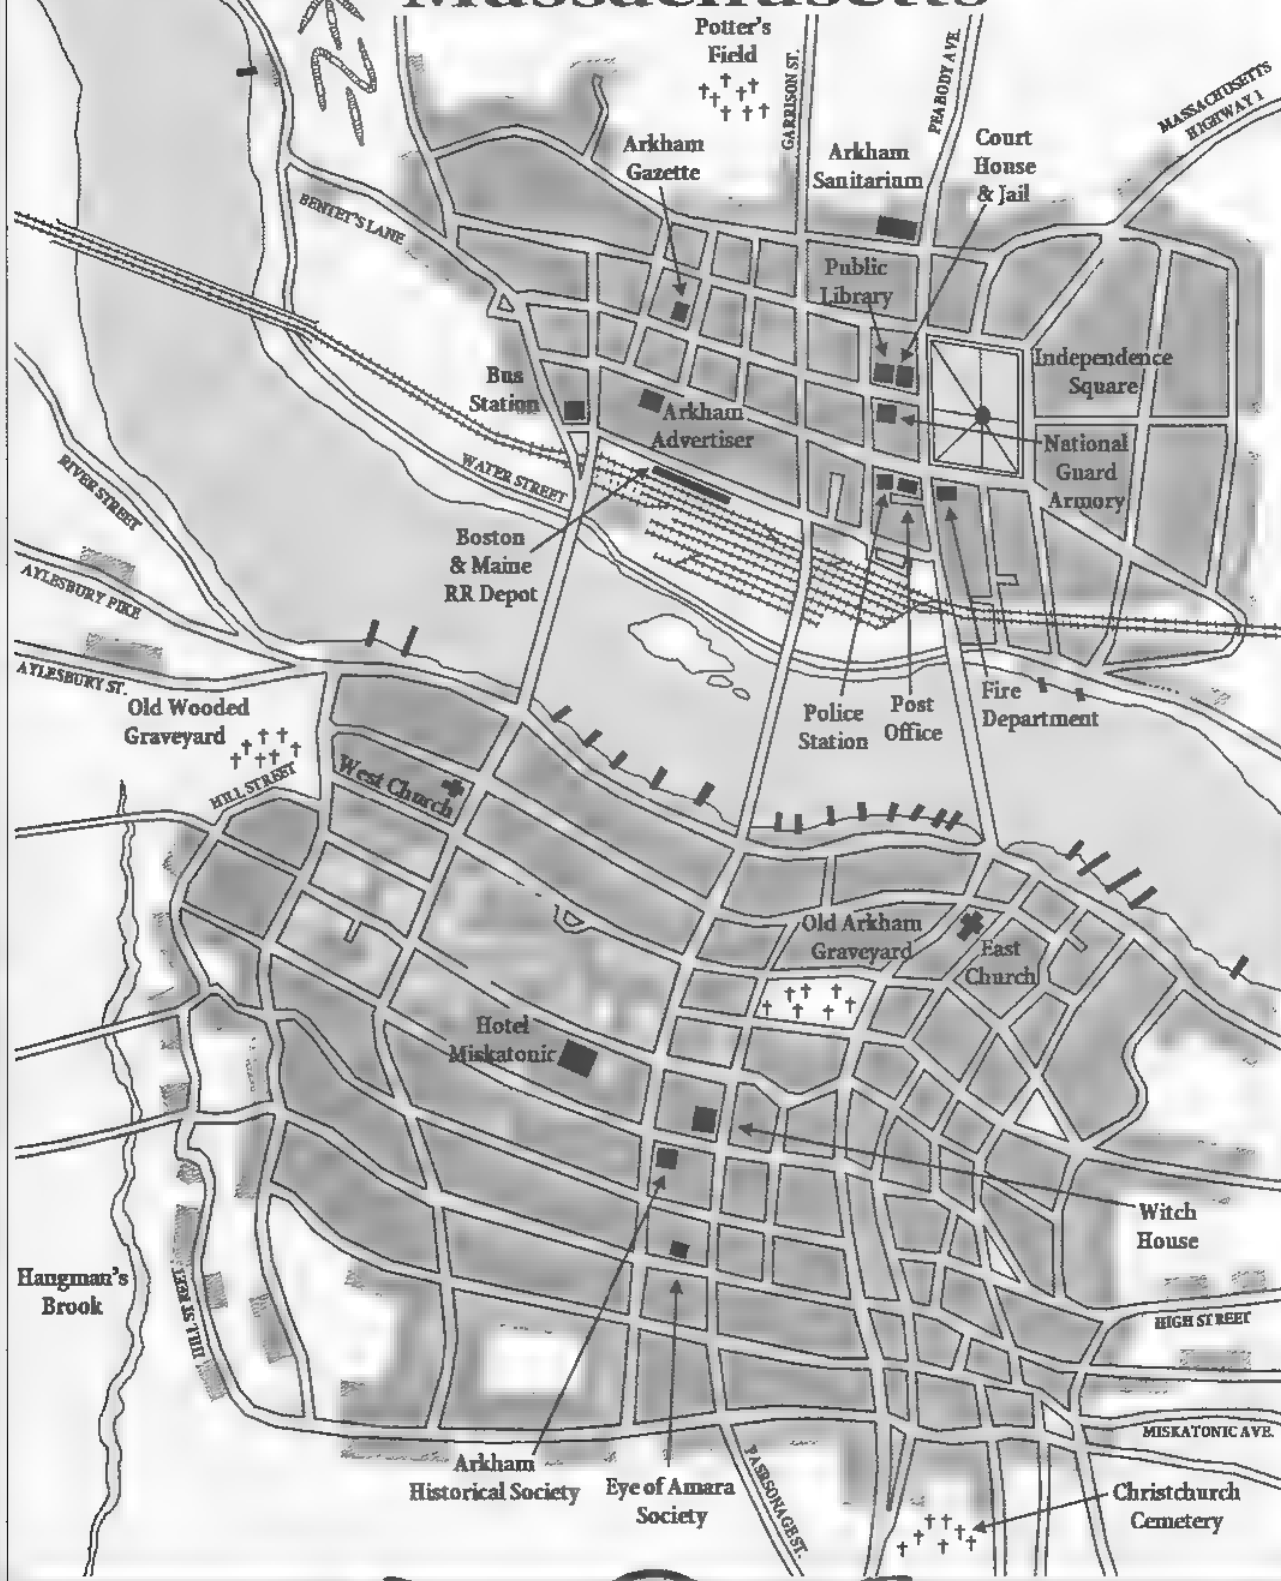 Massachusetts
Potter's
Field
GARRISON ST.
PEABODY AVE.
MASSACHUSETTS
HIGHWAY 1
Arkham
Gazette
Arkham
Sanitarium
Court
House
& Jail
BENTET'S LANE
Public
Library
Independence
Square
Bus
Station
Arkham
Advertiser
National
Guard
Armory
WATER STREET
RIVER STREET
Boston
& Maine
RR Depot
AYLESBURY PIKE
AYLESBURY ST.
Old Wooded
Graveyard
Police
Station
Post
Office
Fire
Department
HILL STREET
West Church
Old Arkham
Graveyard
East
Church
Hotel
Miskatonic
Witch
House
Hangman's
Brook
HILL STREET
HIGH STREET
MISKATONIC AVE.
Arkham
Historical Society
Eye of Amara
Society
PARSONAGE ST.
Christchurch
Cemetery